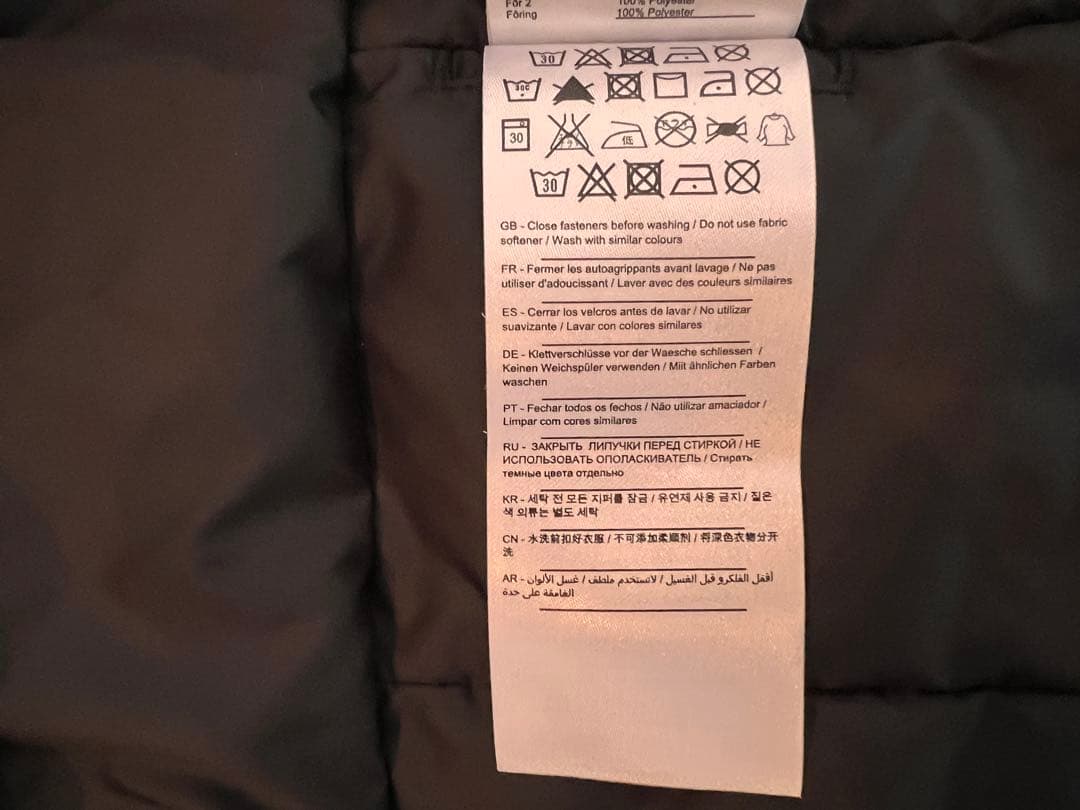 För 2 100% Polyester
Fôring 100% Polyester
30
30C
30
低
30
GB - Close fasteners before washing / Do not use fabric
softener / Wash with similar colours
FR - Fermer les autoagrippants avant lavage / Ne pas
utiliser d'adoucissant / Laver avec des couleurs similaires
ES - Cerrar los velcros antes de lavar / No utilizar
suavizante / Lavar con colores similares
DE - Klettverschlüsse vor der Waesche schliessen /
Keinen Weichspüler verwenden / Miit ähnlichen Farben
waschen
PT - Fechar todos os fechos / Não utilizar amaciador /
Limpar com cores similares
RU - ЗАКРЫТЬ ЛИПУЧКИ ПЕРЕД СТИРКОЙ / НЕ
ИСПОЛЬЗОВАТЬ ОПОЛАСКИВАТЕЛЬ / Стирать
темные цвета отдельно
KR - 세탁 전 모든 지퍼를 잠금 / 유연제 사용 금지 / 짙은
색 의류는 별도 세탁
CN - 水洗前扣好衣服 / 不可添加柔顺剂 / 将深色衣物分开
洗
AR - أقفل الفلكرو قبل الغسيل / لاتستخدم ملطف / غسل الألوان
الغامقة على حدة